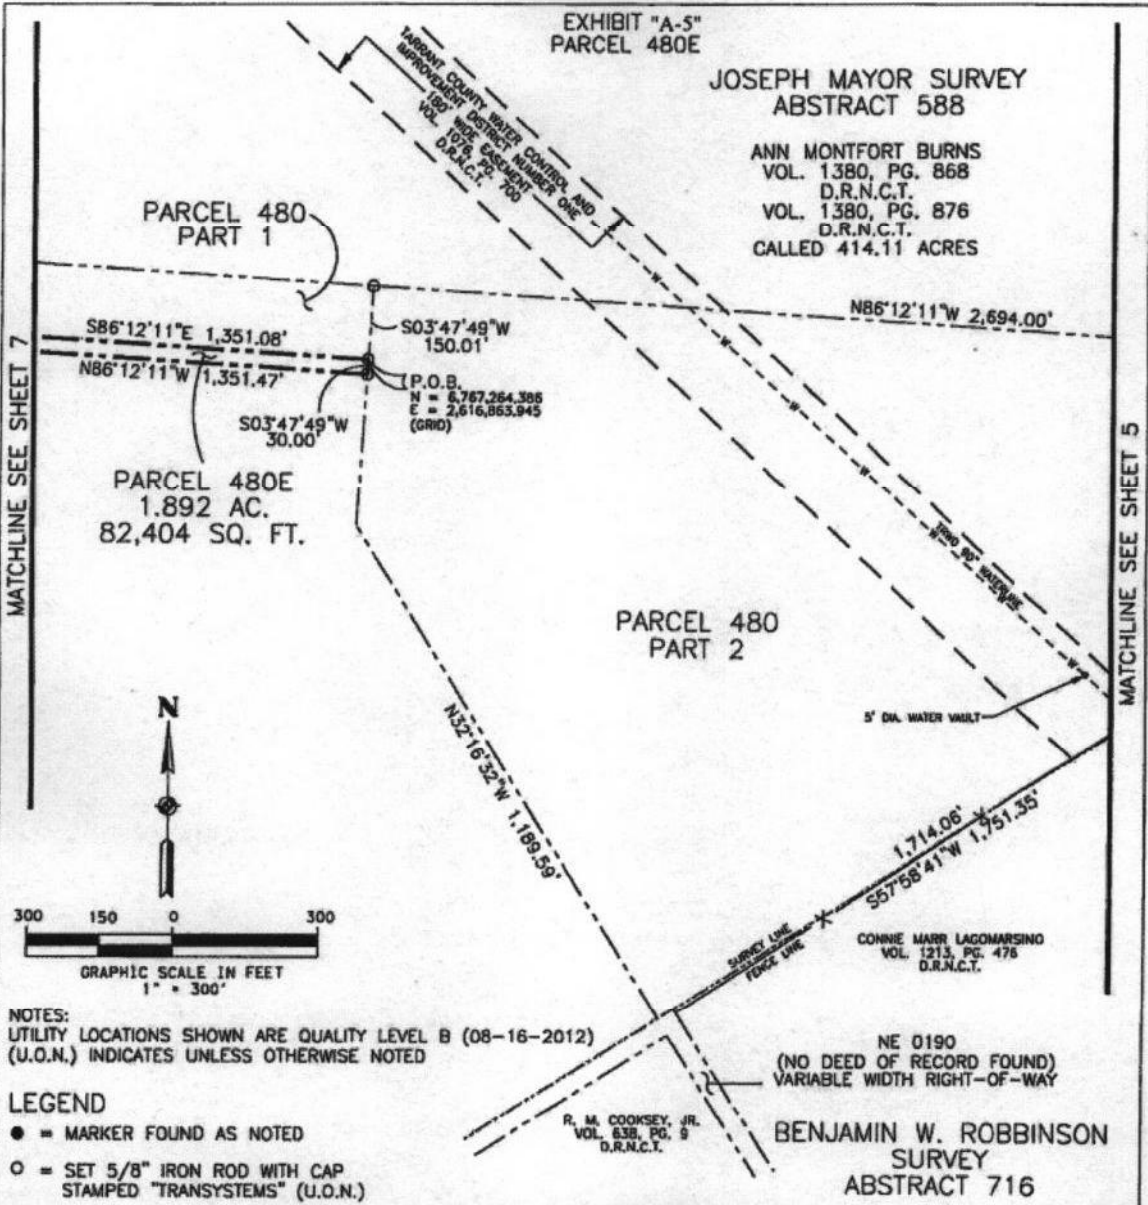 EXHIBIT "A-5"
PARCEL 480E
JOSEPH MAYOR SURVEY
ABSTRACT 588
ANN MONTFORT BURNS
VOL. 1380, PG. 868
D.R.N.C.T.
VOL. 1380, PG. 876
D.R.N.C.T.
CALLED 414.11 ACRES
TARRANT COUNTY WATER CONTROL AND
IMPROVEMENT DISTRICT NUMBER ONE
180' WIDE EASEMENT
VOL. 1076, PG. 700
D.R.N.C.T.
PARCEL 480
PART 1
N86°12'11"W 2,694.00'
S03°47'49"W
150.01'
S86°12'11"E 1,351.08'
N86°12'11"W 1,351.47'
P.O.B.
N = 6,767,264.386
E = 2,616,863.945
(GRID)
S03°47'49"W
30.00'
PARCEL 480E
1.892 AC.
82,404 SQ. FT.
MATCHLINE SEE SHEET 7
MATCHLINE SEE SHEET 5
W
W
W
W
W
TRWD 90" WATERLINE
W
W
PARCEL 480
PART 2
5' DIA. WATER VAULT
N
N32°16'32"W 1,189.59'
1,714.06'
S57°58'41"W 1,751.35'
SURVEY LINE
FENCE LINE
CONNIE MARR LAGOMARSINO
VOL. 1213, PG. 476
D.R.N.C.T.
300 150 0 300
GRAPHIC SCALE IN FEET
1" = 300'
NOTES:
UTILITY LOCATIONS SHOWN ARE QUALITY LEVEL B (08-16-2012)
(U.O.N.) INDICATES UNLESS OTHERWISE NOTED
NE 0190
(NO DEED OF RECORD FOUND)
VARIABLE WIDTH RIGHT-OF-WAY
LEGEND
● = MARKER FOUND AS NOTED
○ = SET 5/8" IRON ROD WITH CAP
STAMPED "TRANSYSTEMS" (U.O.N.)
R. M. COOKSEY, JR.
VOL. 638, PG. 9
D.R.N.C.T.
BENJAMIN W. ROBBINSON
SURVEY
ABSTRACT 716